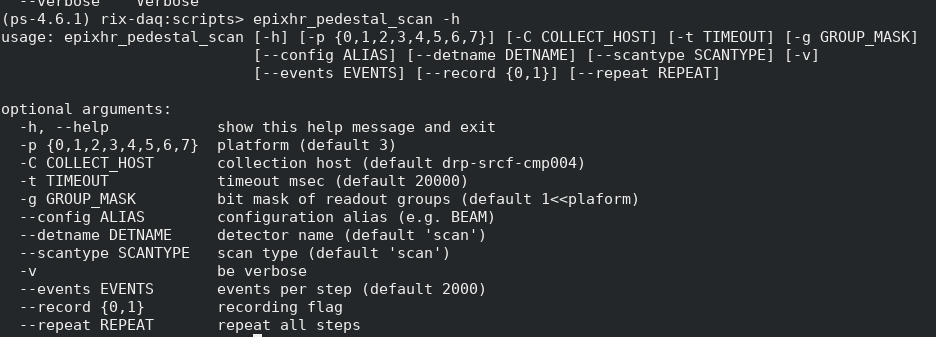 --verbose    Verbose
(ps-4.6.1) rix-daq:scripts> epixhr_pedestal_scan -h
usage: epixhr_pedestal_scan [-h] [-p {0,1,2,3,4,5,6,7}] [-C COLLECT_HOST] [-t TIMEOUT] [-g GROUP_MASK]
                            [--config ALIAS] [--detname DETNAME] [--scantype SCANTYPE] [-v]
                            [--events EVENTS] [--record {0,1}] [--repeat REPEAT]

optional arguments:
  -h, --help            show this help message and exit
  -p {0,1,2,3,4,5,6,7}  platform (default 3)
  -C COLLECT_HOST       collection host (default drp-srcf-cmp004)
  -t TIMEOUT            timeout msec (default 20000)
  -g GROUP_MASK         bit mask of readout groups (default 1<<plaform)
  --config ALIAS        configuration alias (e.g. BEAM)
  --detname DETNAME     detector name (default 'scan')
  --scantype SCANTYPE   scan type (default 'scan')
  -v                    be verbose
  --events EVENTS       events per step (default 2000)
  --record {0,1}        recording flag
  --repeat REPEAT       repeat all steps